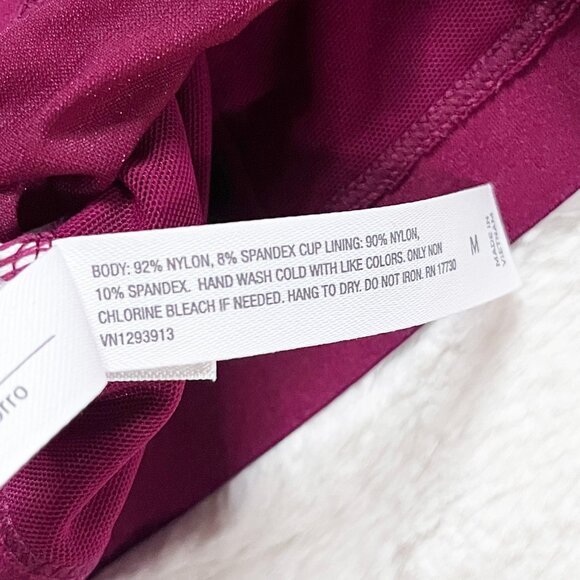 BODY: 92% NYLON, 8% SPANDEX CUP LINING: 90% NYLON,
10% SPANDEX. HAND WASH COLD WITH LIKE COLORS. ONLY NON
CHLORINE BLEACH IF NEEDED. HANG TO DRY. DO NOT IRON. RN 17730
VN1293913
M
MADE IN
VIETNAM